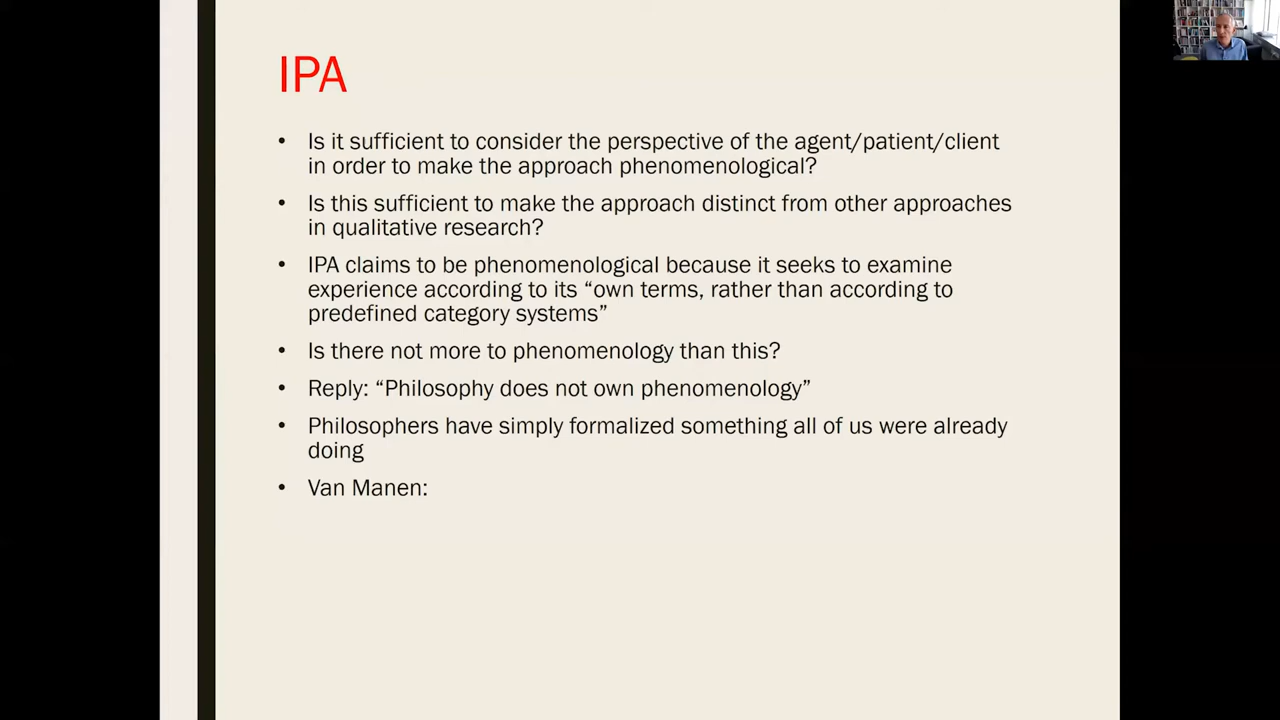 IPA
• Is it sufficient to consider the perspective of the agent/patient/client
in order to make the approach phenomenological?
• Is this sufficient to make the approach distinct from other approaches
in qualitative research?
• IPA claims to be phenomenological because it seeks to examine
experience according to its “own terms, rather than according to
predefined category systems”
• Is there not more to phenomenology than this?
• Reply: “Philosophy does not own phenomenology”
• Philosophers have simply formalized something all of us were already
doing
• Van Manen: